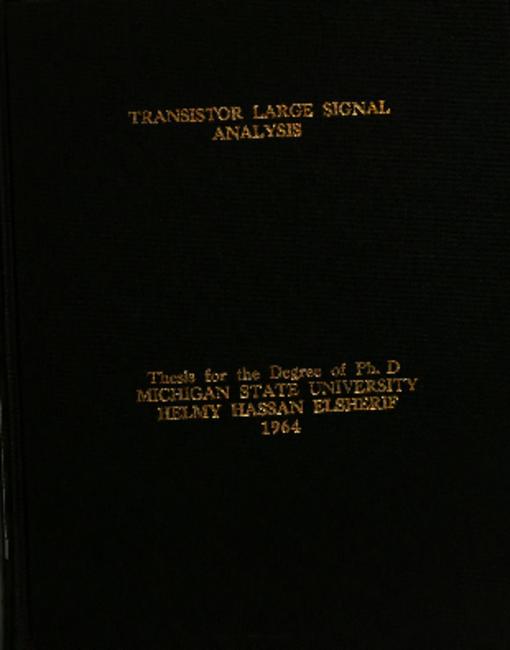 TRANSISTOR LARGE SIGNAL
ANALYSIS
Thesis for the Degree of Ph. D
MICHIGAN STATE UNIVERSITY
HELMY HASSAN ELSHERIF
1964